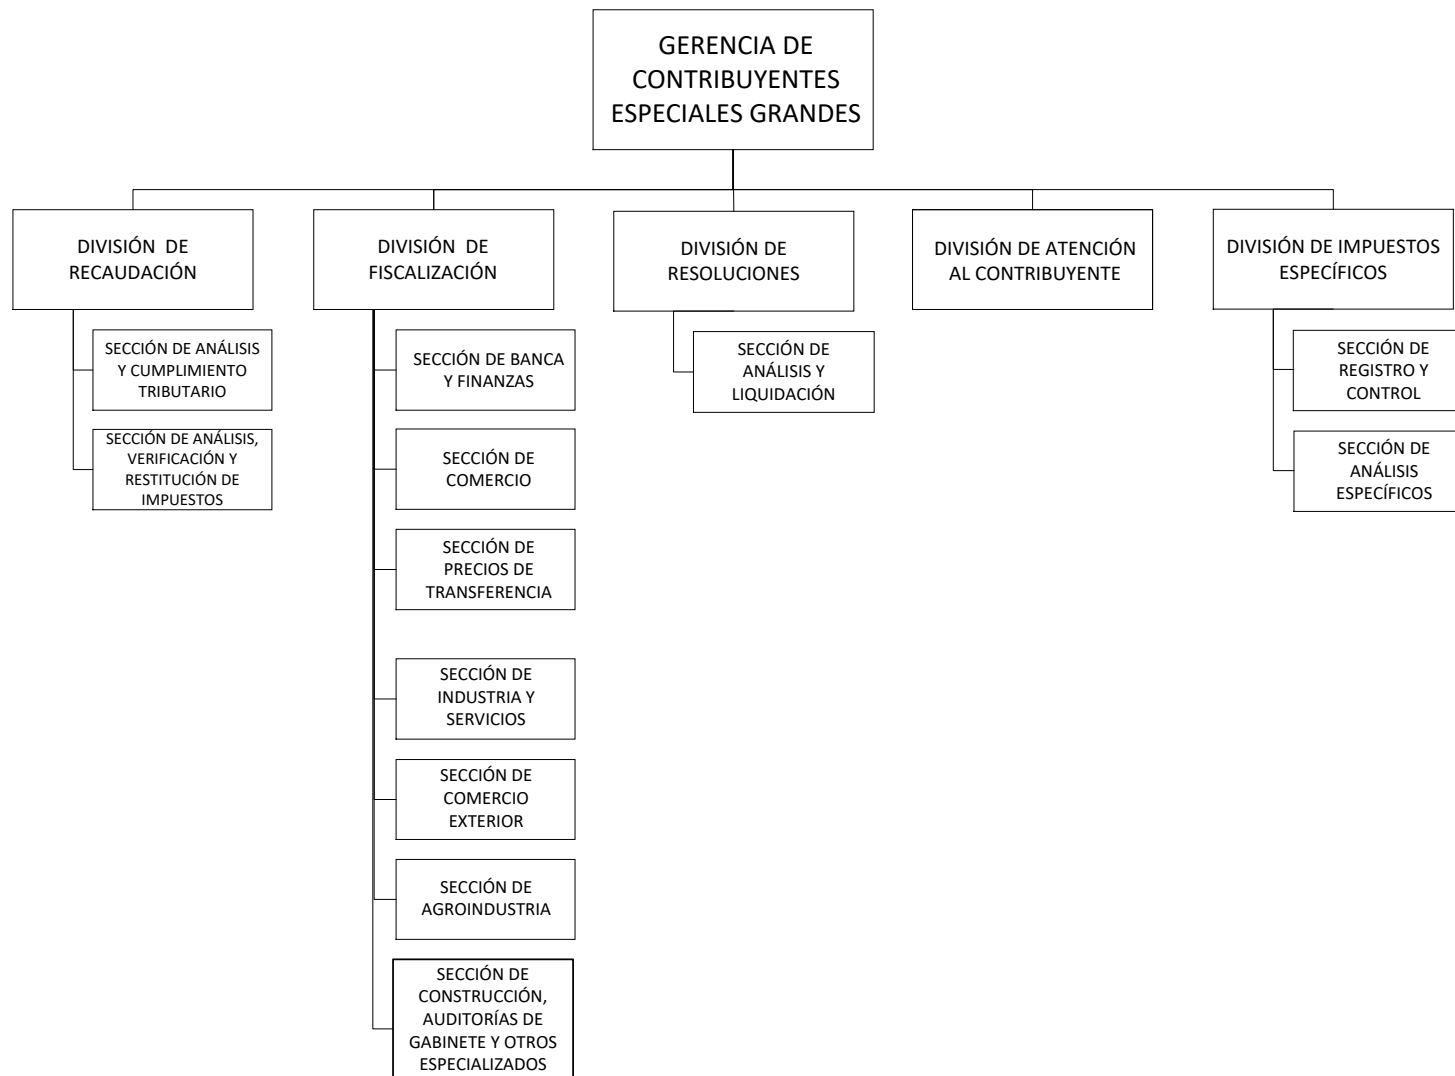 GERENCIA DE
CONTRIBUYENTES
ESPECIALES GRANDES
DIVISIÓN DE
RECAUDACIÓN
DIVISIÓN DE
FISCALIZACIÓN
DIVISIÓN DE
RESOLUCIONES
DIVISIÓN DE ATENCIÓN
AL CONTRIBUYENTE
DIVISIÓN DE IMPUESTOS
ESPECÍFICOS
SECCIÓN DE ANÁLISIS
Y CUMPLIMIENTO
TRIBUTARIO
SECCIÓN DE ANÁLISIS,
VERIFICACIÓN Y
RESTITUCIÓN DE
IMPUESTOS
SECCIÓN DE BANCA
Y FINANZAS
SECCIÓN DE
COMERCIO
SECCIÓN DE
PRECIOS DE
TRANSFERENCIA
SECCIÓN DE
INDUSTRIA Y
SERVICIOS
SECCIÓN DE
COMERCIO
EXTERIOR
SECCIÓN DE
AGROINDUSTRIA
SECCIÓN DE
CONSTRUCCIÓN,
AUDITORÍAS DE
GABINETE Y OTROS
ESPECIALIZADOS
SECCIÓN DE
ANÁLISIS Y
LIQUIDACIÓN
SECCIÓN DE
REGISTRO Y
CONTROL
SECCIÓN DE
ANÁLISIS
ESPECÍFICOS